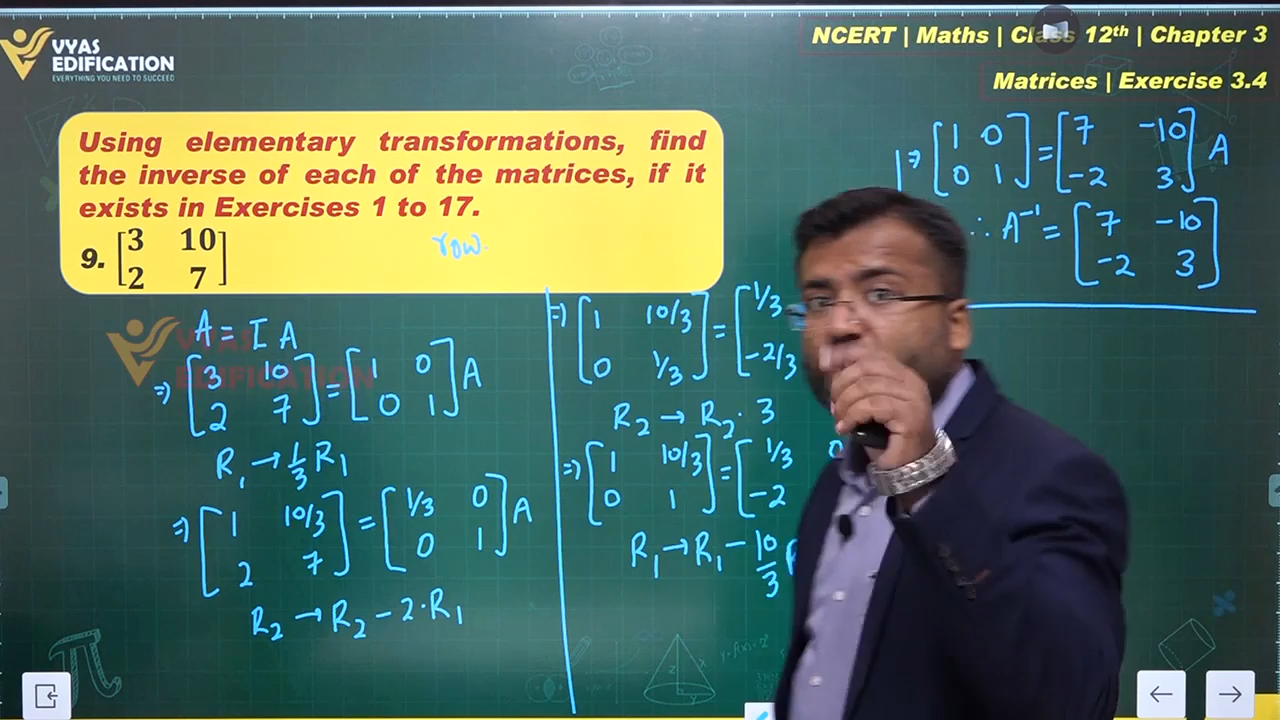 VYAS
EDIFICATION
EVERYTHING YOU NEED TO SUCCEED
NCERT | Maths | Class 12th | Chapter 3
Matrices | Exercise 3.4
Using elementary transformations, find
the inverse of each of the matrices, if it
exists in Exercises 1 to 17.
9. [3 10
2 7]
row.
A = I A
⇒ [3 10
2 7] = [1 0
0 1] A
R₁ → 1/3 R₁
⇒ [1 10/3
2 7] = [1/3 0
0 1] A
R₂ → R₂ - 2·R₁
⇒ [1 10/3
0 1/3] = [1/3
-2/3
R₂ → R₂ · 3
⇒ [1 10/3
0 1] = [1/3 0
-2
R₁ → R₁ - 10/3
⇒ [1 0
0 1] = [7 -10
-2 3] A
∴ A⁻¹ = [7 -10
-2 3]
VYAS
EDIFICATION